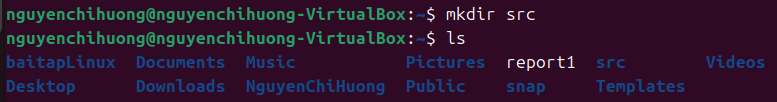 nguyenchihuong@nguyenchihuong-VirtualBox:~$ mkdir src
nguyenchihuong@nguyenchihuong-VirtualBox:~$ ls
baitapLinux Documents Music Pictures report1 src Videos
Desktop Downloads NguyenChiHuong Public snap Templates